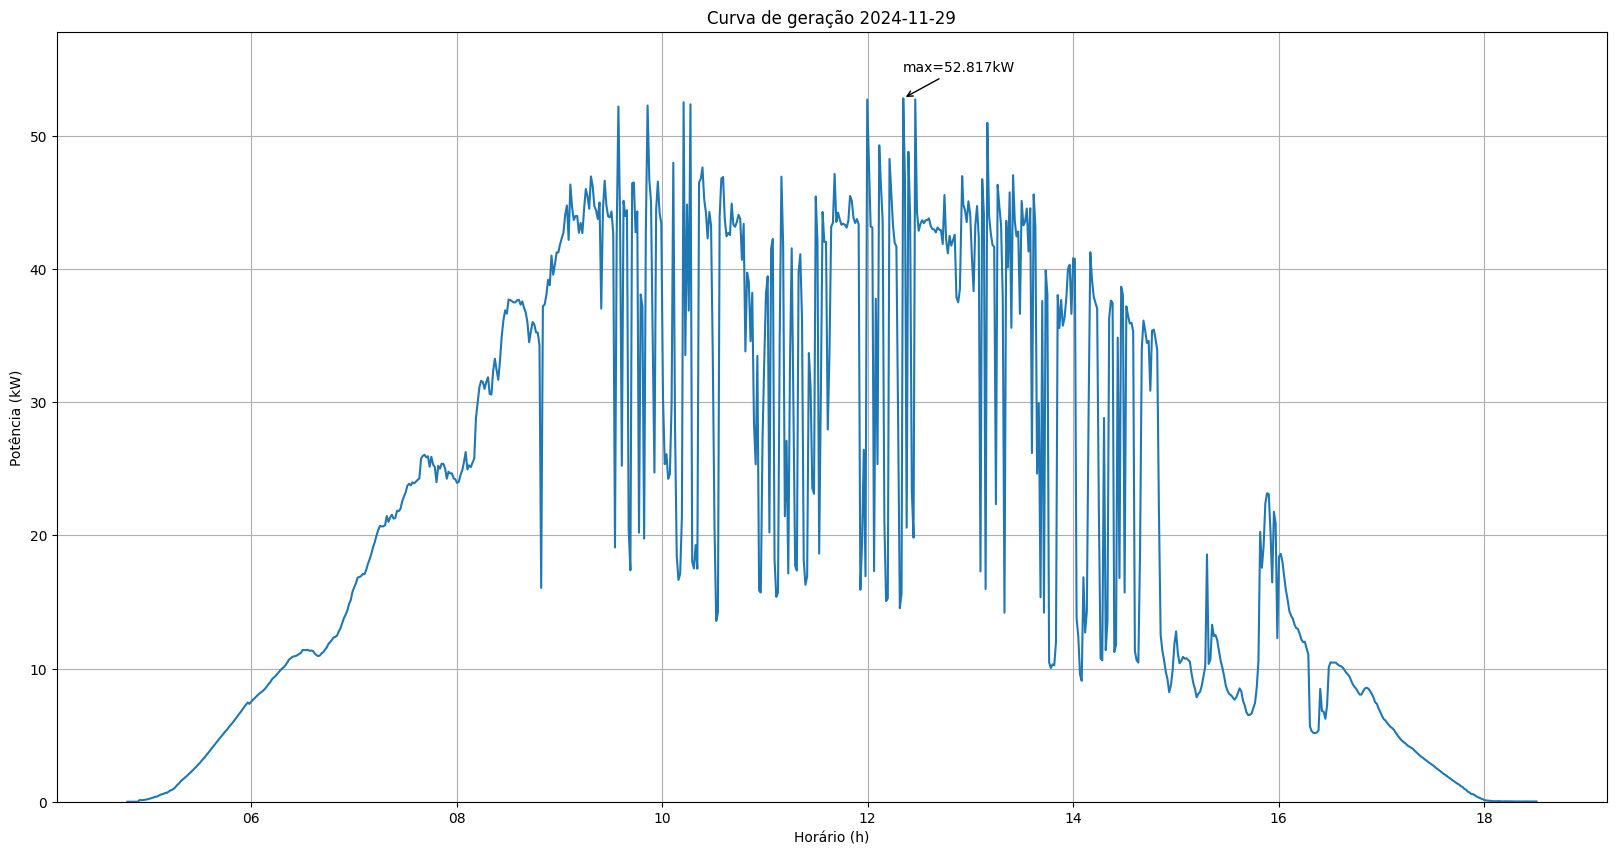 Curva de geração 2024-11-29
max=52.817kW
50
40
30
20
10
0
Potência (kW)
06 08 10 12 14 16 18
Horário (h)